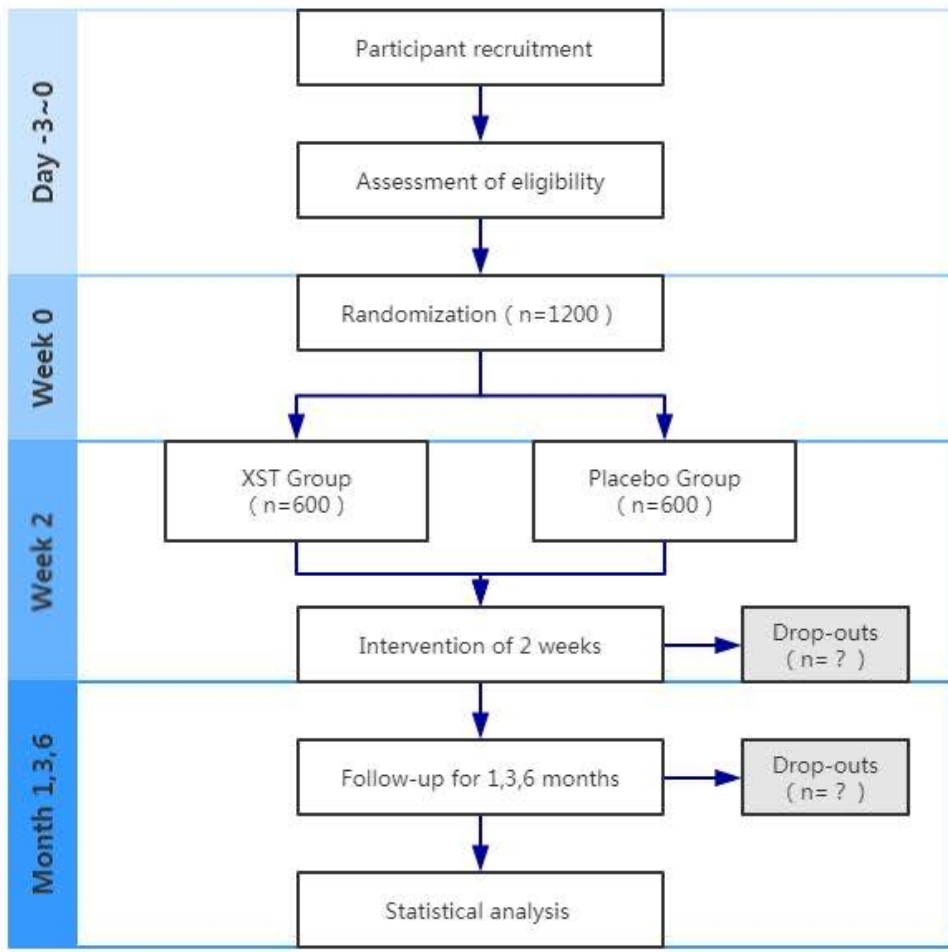 Day -3~0
Participant recruitment
Assessment of eligibility
Week 0
Randomization ( n=1200 )
Week 2
XST Group
( n=600 )
Placebo Group
( n=600 )
Intervention of 2 weeks
Drop-outs
( n= ? )
Month 1,3,6
Follow-up for 1,3,6 months
Drop-outs
( n= ? )
Statistical analysis